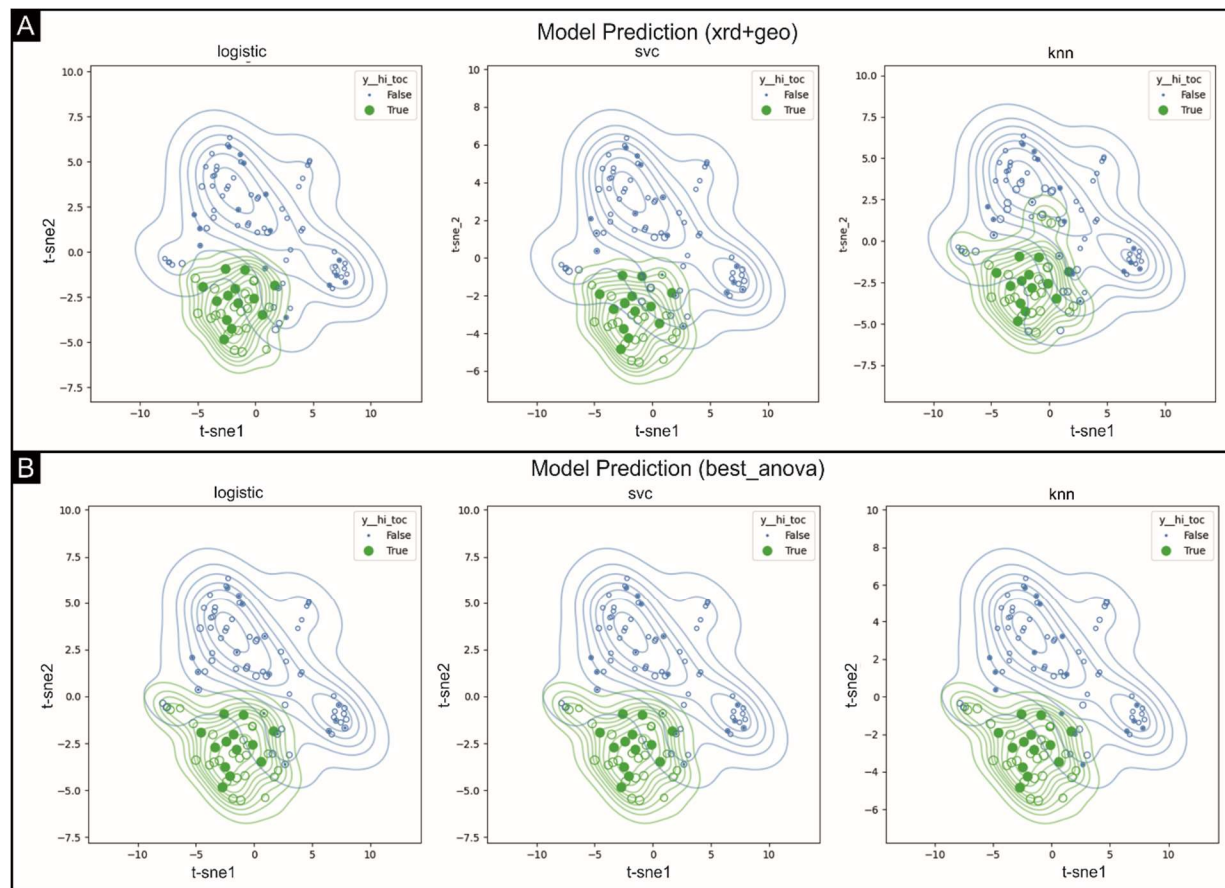 A
Model Prediction (xrd+geo)
logistic
svc
knn
10.0
7.5
5.0
2.5
0.0
−2.5
−5.0
−7.5
t-sne2
−10
−5
0
5
10
t-sne1
y__hi_toc
False
True
10
8
6
4
2
0
−2
−4
−6
t-sne_2
−10
−5
0
5
10
t-sne1
y__hi_toc
False
True
10.0
7.5
5.0
2.5
0.0
−2.5
−5.0
−7.5
t-sne_2
−10
−5
0
5
10
t-sne1
y__hi_toc
False
True
B
Model Prediction (best_anova)
logistic
svc
knn
10.0
7.5
5.0
2.5
0.0
−2.5
−5.0
−7.5
t-sne2
−10
−5
0
5
10
t-sne1
y__hi_toc
False
True
10.0
7.5
5.0
2.5
0.0
−2.5
−5.0
−7.5
t-sne2
−10
−5
0
5
10
t-sne1
y__hi_toc
False
True
10
8
6
4
2
0
−2
−4
−6
t-sne2
−10
−5
0
5
10
t-sne1
y__hi_toc
False
True